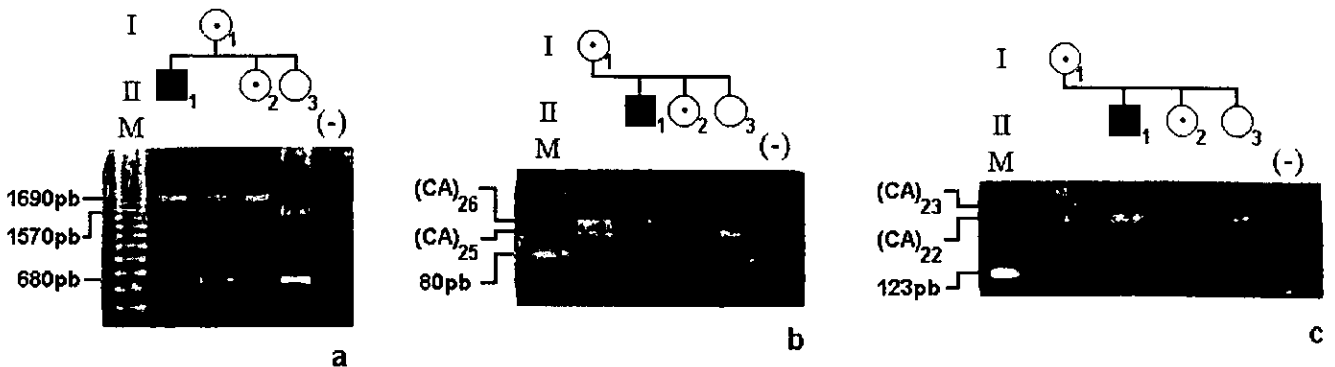 I
1
II
1
2
3
M
(-)
1690pb
1570pb
680pb
a
I
1
II
1
2
3
M
(-)
(CA)26
(CA)25
80pb
b
I
1
II
1
2
3
M
(-)
(CA)23
(CA)22
123pb
c